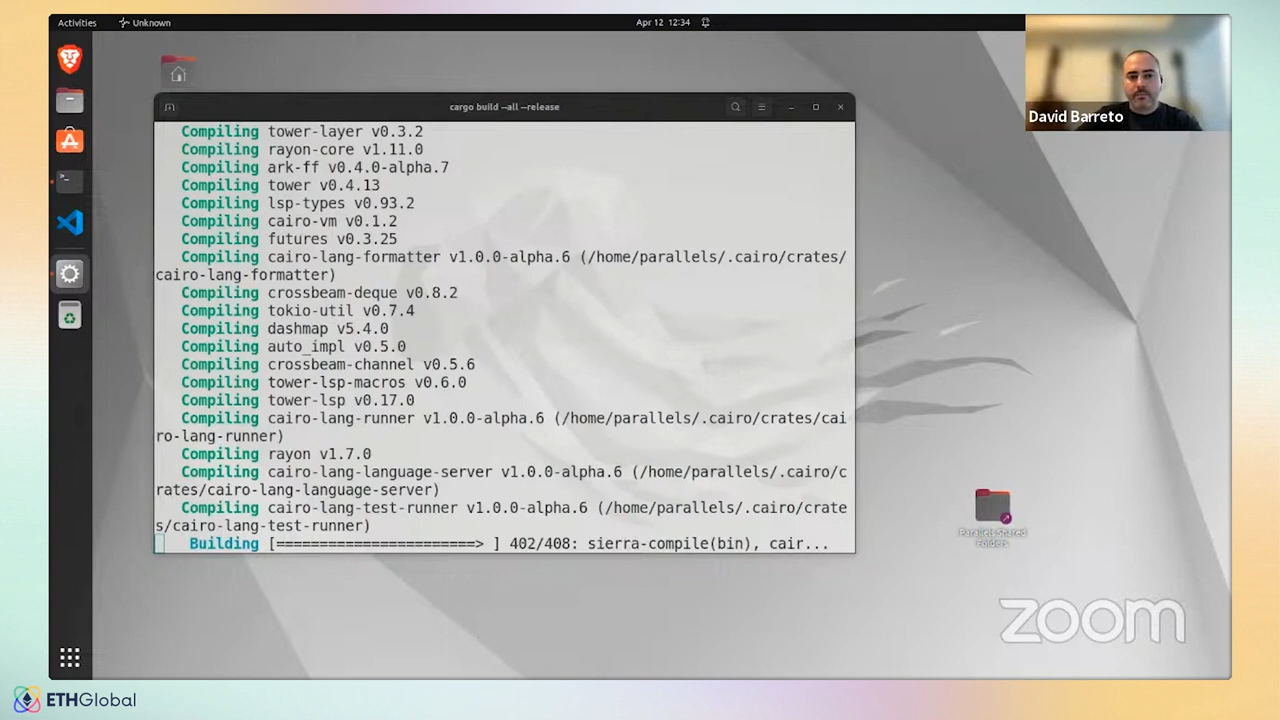 Activities
Unknown
Apr 12 12:34
David Barreto
cargo build --all --release
Compiling tower-layer v0.3.2
Compiling rayon-core v1.11.0
Compiling ark-ff v0.4.0-alpha.7
Compiling tower v0.4.13
Compiling lsp-types v0.93.2
Compiling cairo-vm v0.1.2
Compiling futures v0.3.25
Compiling cairo-lang-formatter v1.0.0-alpha.6 (/home/parallels/.cairo/crates/
cairo-lang-formatter)
Compiling crossbeam-deque v0.8.2
Compiling tokio-util v0.7.4
Compiling dashmap v5.4.0
Compiling auto_impl v0.5.0
Compiling crossbeam-channel v0.5.6
Compiling tower-lsp-macros v0.6.0
Compiling tower-lsp v0.17.0
Compiling cairo-lang-runner v1.0.0-alpha.6 (/home/parallels/.cairo/crates/cai
ro-lang-runner)
Compiling rayon v1.7.0
Compiling cairo-lang-language-server v1.0.0-alpha.6 (/home/parallels/.cairo/c
rates/cairo-lang-language-server)
Compiling cairo-lang-test-runner v1.0.0-alpha.6 (/home/parallels/.cairo/crate
s/cairo-lang-test-runner)
Building [=======================> ] 402/408: sierra-compile(bin), cair...
Parallels Shared
Folders
zoom
ETHGlobal